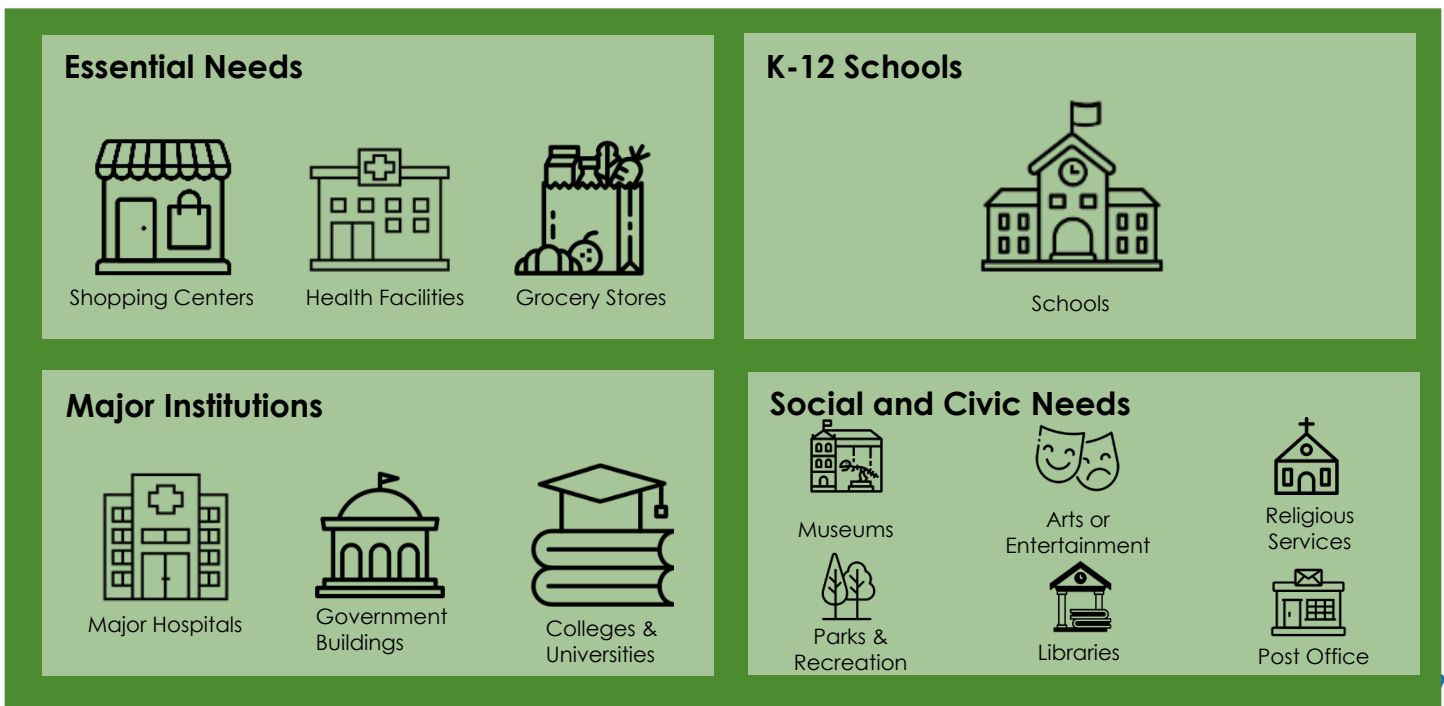 Essential Needs
Shopping Centers
Health Facilities
Grocery Stores
K-12 Schools
Schools
Major Institutions
Major Hospitals
Government
Buildings
Colleges &
Universities
Social and Civic Needs
Museums
Arts or
Entertainment
Religious
Services
Parks &
Recreation
Libraries
Post Office